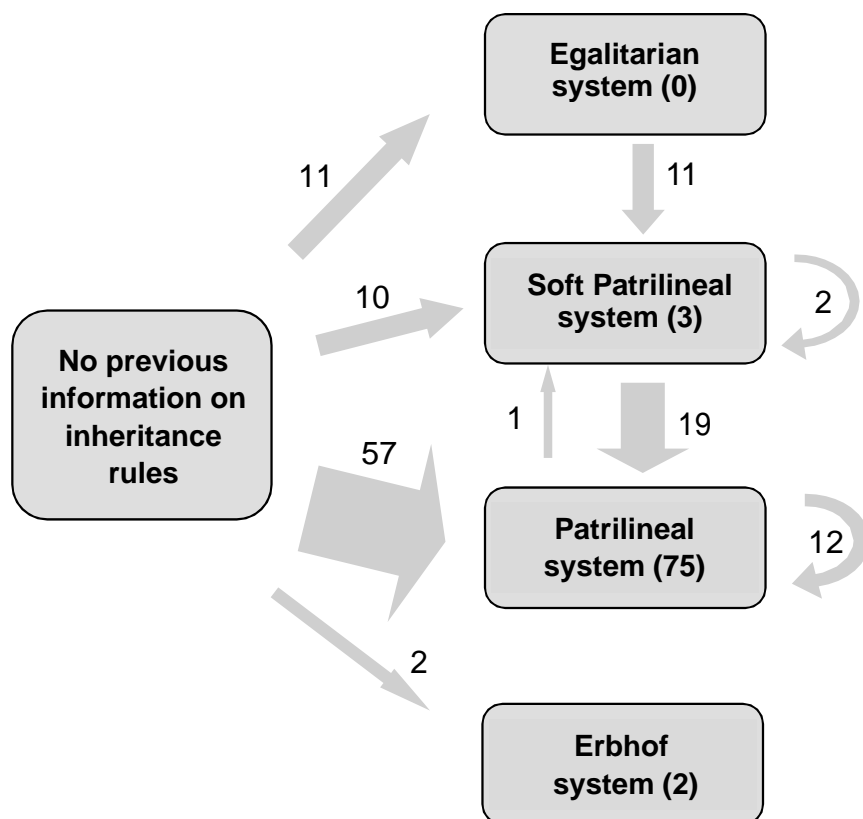 Egalitarian
system (0)
11
11
Soft Patrilineal
system (3)
10
2
No previous
information on
inheritance
rules
1
19
57
Patrilineal
system (75)
12
2
Erbhof
system (2)